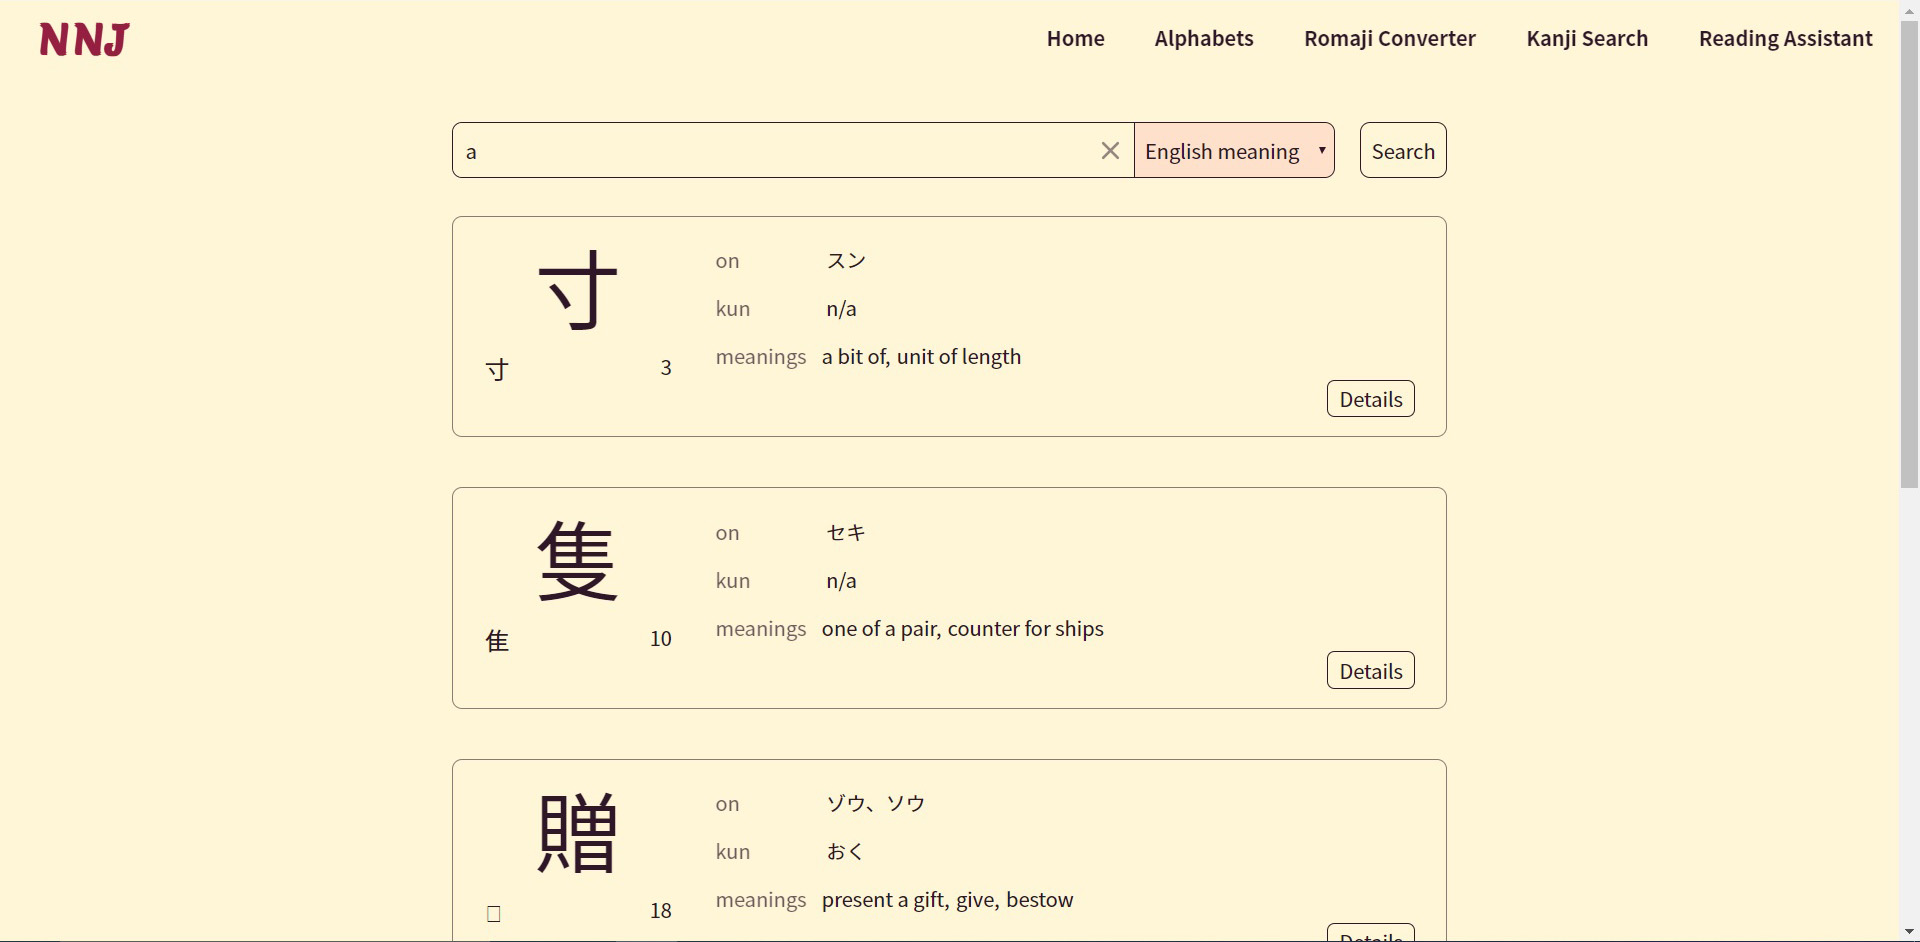 NNJ
Home Alphabets Romaji Converter Kanji Search Reading Assistant
a English meaning Search
寸
on スン
kun n/a
meanings a bit of, unit of length
寸 3
Details
隻
on セキ
kun n/a
meanings one of a pair, counter for ships
隹 10
Details
贈
on ゾウ、ソウ
kun おく
meanings present a gift, give, bestow
18
Details